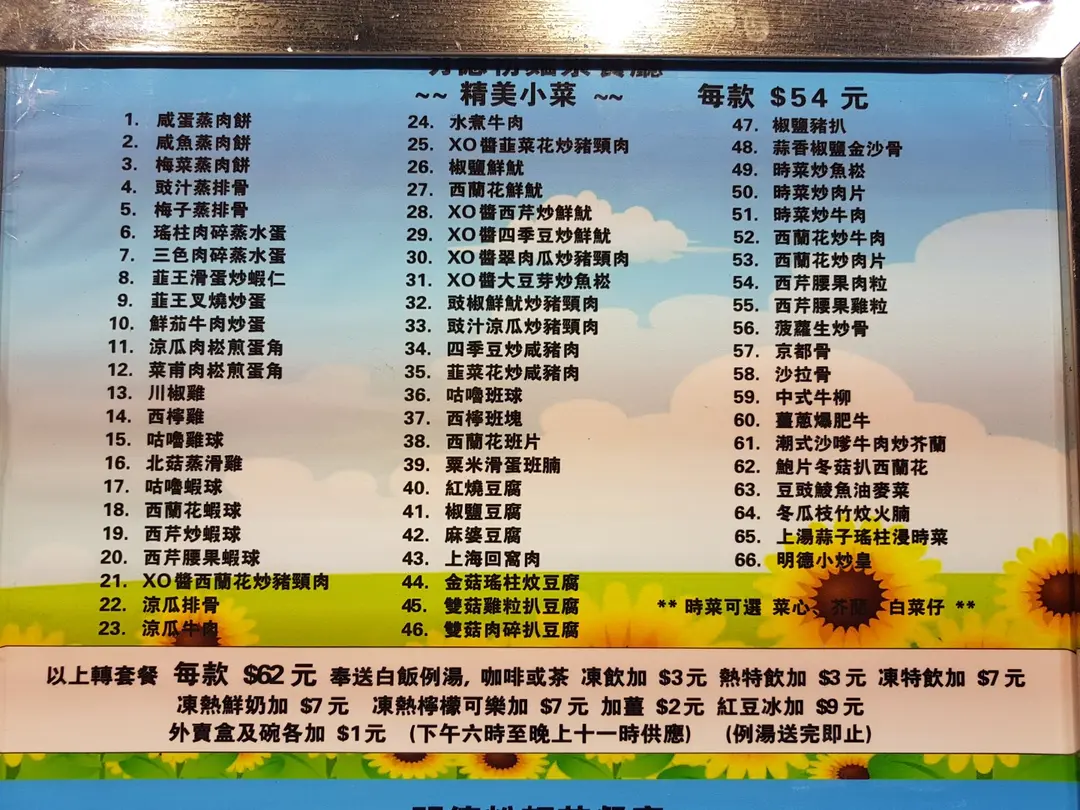 ~~ 精美小菜 ~~ 每款 $54 元
1. 咸蛋蒸肉餅
2. 咸魚蒸肉餅
3. 梅菜蒸肉餅
4. 豉汁蒸排骨
5. 梅子蒸排骨
6. 瑤柱肉碎蒸水蛋
7. 三色肉碎蒸水蛋
8. 韮王滑蛋炒蝦仁
9. 韮王叉燒炒蛋
10. 鮮茄牛肉炒蛋
11. 涼瓜肉崧煎蛋角
12. 菜甫肉崧煎蛋角
13. 川椒雞
14. 西檸雞
15. 咕嚕雞球
16. 北菇蒸滑雞
17. 咕嚕蝦球
18. 西蘭花蝦球
19. 西芹炒蝦球
20. 西芹腰果蝦球
21. XO醬西蘭花炒豬頸肉
22. 涼瓜排骨
23. 涼瓜牛肉
24. 水煮牛肉
25. XO醬韮菜花炒豬頸肉
26. 椒鹽鮮魷
27. 西蘭花鮮魷
28. XO醬西芹炒鮮魷
29. XO醬四季豆炒鮮魷
30. XO醬翠肉瓜炒豬頸肉
31. XO醬大豆芽炒魚崧
32. 豉椒鮮魷炒豬頸肉
33. 豉汁涼瓜炒豬頸肉
34. 四季豆炒咸豬肉
35. 韮菜花炒咸豬肉
36. 咕嚕班球
37. 西檸班塊
38. 西蘭花班片
39. 粟米滑蛋班腩
40. 紅燒豆腐
41. 椒鹽豆腐
42. 麻婆豆腐
43. 上海回窩肉
44. 金菇瑤柱炆豆腐
45. 雙菇雞粒扒豆腐
46. 雙菇肉碎扒豆腐
47. 椒鹽豬扒
48. 蒜香椒鹽金沙骨
49. 時菜炒魚崧
50. 時菜炒肉片
51. 時菜炒牛肉
52. 西蘭花炒牛肉
53. 西蘭花炒肉片
54. 西芹腰果肉粒
55. 西芹腰果雞粒
56. 菠蘿生炒骨
57. 京都骨
58. 沙拉骨
59. 中式牛柳
60. 薑蔥爆肥牛
61. 潮式沙嗲牛肉炒芥蘭
62. 鮑片冬菇扒西蘭花
63. 豆豉鯪魚油麥菜
64. 冬瓜枝竹炆火腩
65. 上湯蒜子瑤柱浸時菜
66. 明德小炒皇
** 時菜可選 菜心、芥蘭、白菜仔 **
以上轉套餐 每款 $62元 奉送白飯例湯, 咖啡或茶 凍飲加 $3元 熱特飲加 $3元 凍特飲加 $7元
凍熱鮮奶加 $7元 凍熱檸檬可樂加 $7元 加薑 $2元 紅豆冰加 $9元
外賣盒及碗各加 $1元 (下午六時至晚上十一時供應) (例湯送完即止)